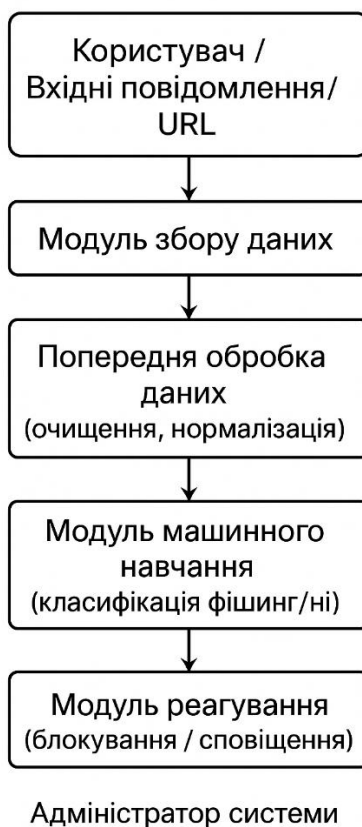 Користувач /
Вхідні повідомлення/
URL
Модуль збору даних
Попередня обробка
даних
(очищення, нормалізація)
Модуль машинного
навчання
(класифікація фішинг/ні)
Модуль реагування
(блокування / сповіщення)
Адміністратор системи